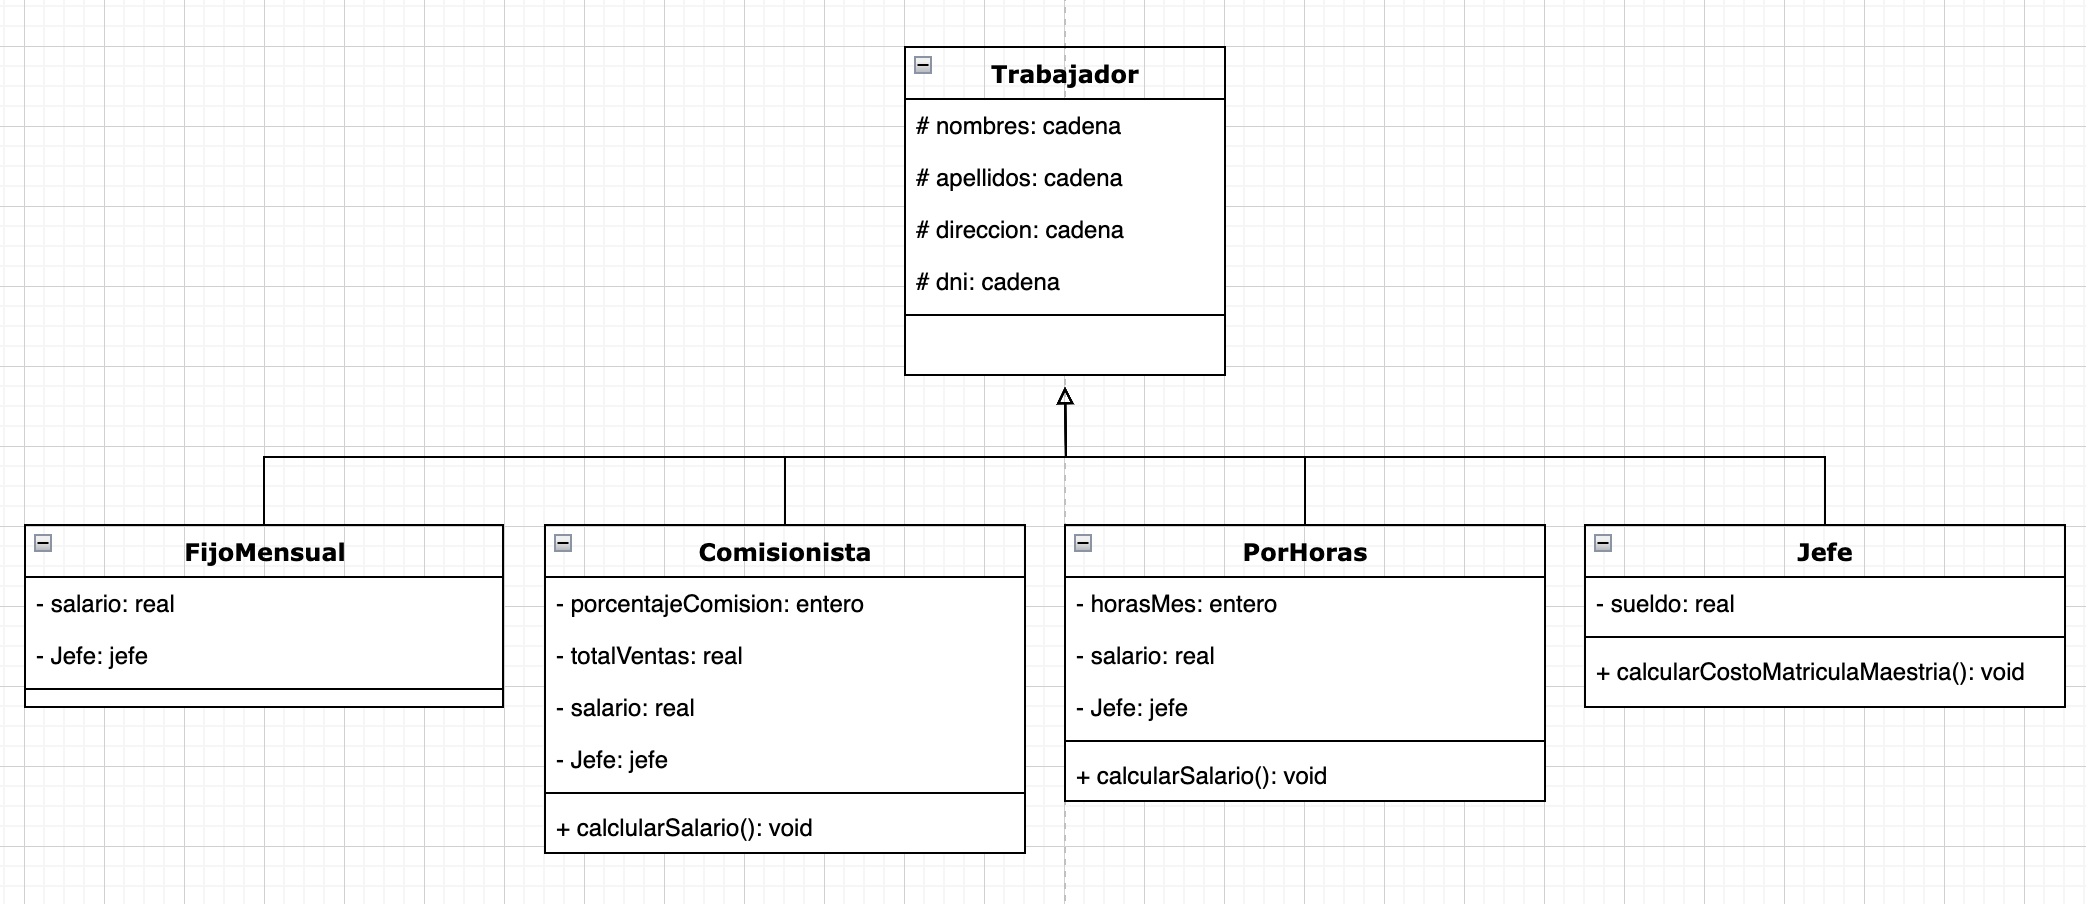 Trabajador
# nombres: cadena
# apellidos: cadena
# direccion: cadena
# dni: cadena
FijoMensual
- salario: real
- Jefe: jefe
Comisionista
- porcentajeComision: entero
- totalVentas: real
- salario: real
- Jefe: jefe
+ calclularSalario(): void
PorHoras
- horasMes: entero
- salario: real
- Jefe: jefe
+ calcularSalario(): void
Jefe
- sueldo: real
+ calcularCostoMatriculaMaestria(): void